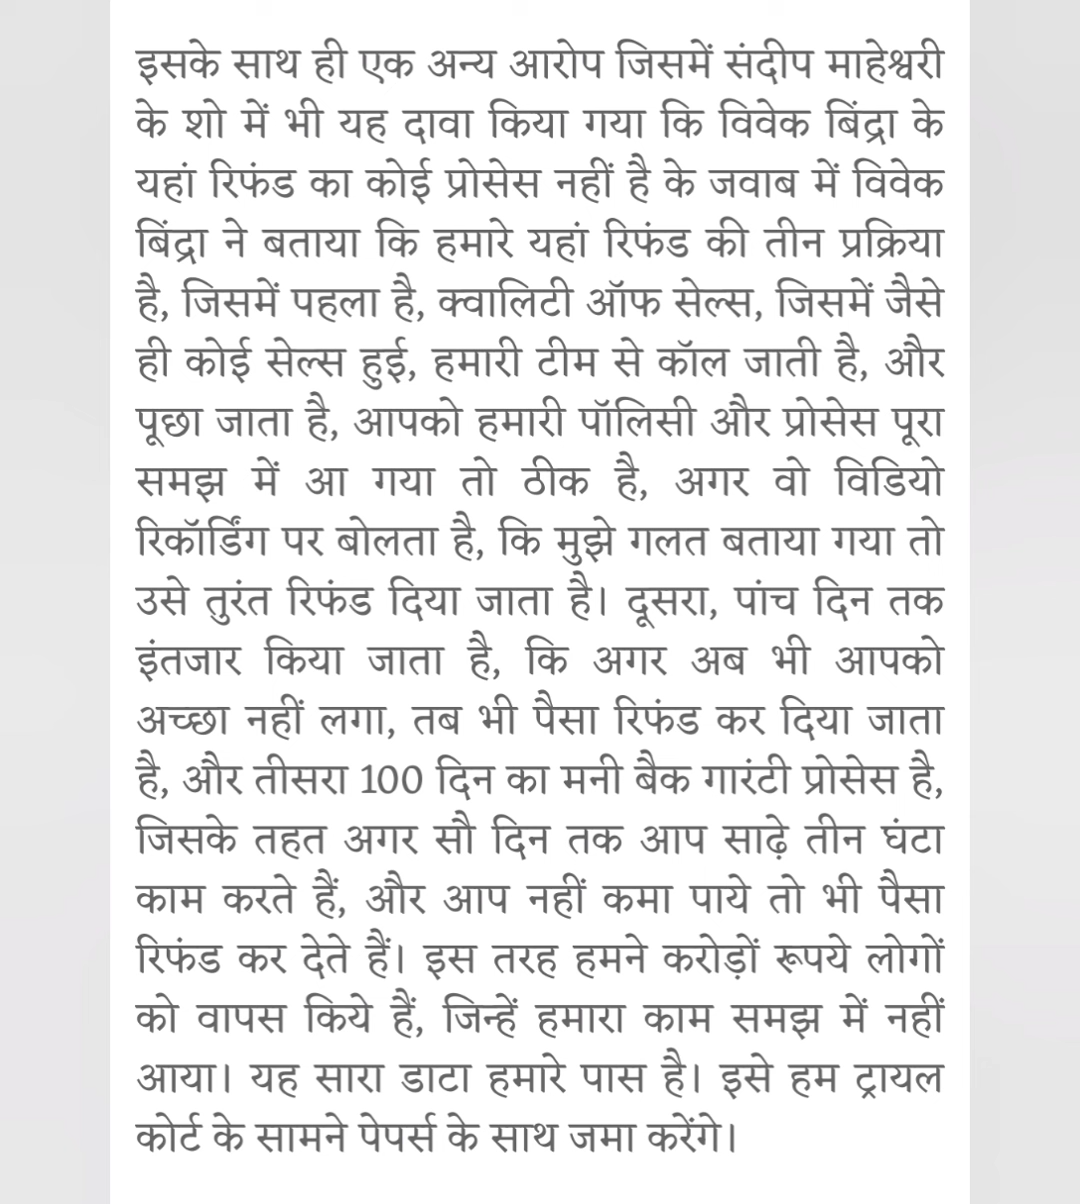 इसके साथ ही एक अन्य आरोप जिसमें संदीप माहेश्वरी
के शो में भी यह दावा किया गया कि विवेक बिंद्रा के
यहां रिफंड का कोई प्रोसेस नहीं है के जवाब में विवेक
बिंद्रा ने बताया कि हमारे यहां रिफंड की तीन प्रक्रिया
है, जिसमें पहला है, क्वालिटी ऑफ सेल्स, जिसमें जैसे
ही कोई सेल्स हुई, हमारी टीम से कॉल जाती है, और
पूछा जाता है, आपको हमारी पॉलिसी और प्रोसेस पूरा
समझ में आ गया तो ठीक है, अगर वो विडियो
रिकॉर्डिंग पर बोलता है, कि मुझे गलत बताया गया तो
उसे तुरंत रिफंड दिया जाता है। दूसरा, पांच दिन तक
इंतजार किया जाता है, कि अगर अब भी आपको
अच्छा नहीं लगा, तब भी पैसा रिफंड कर दिया जाता
है, और तीसरा 100 दिन का मनी बैक गारंटी प्रोसेस है,
जिसके तहत अगर सौ दिन तक आप साढ़े तीन घंटा
काम करते हैं, और आप नहीं कमा पाये तो भी पैसा
रिफंड कर देते हैं। इस तरह हमने करोड़ों रूपये लोगों
को वापस किये हैं, जिन्हें हमारा काम समझ में नहीं
आया। यह सारा डाटा हमारे पास है। इसे हम ट्रायल
कोर्ट के सामने पेपर्स के साथ जमा करेंगे।